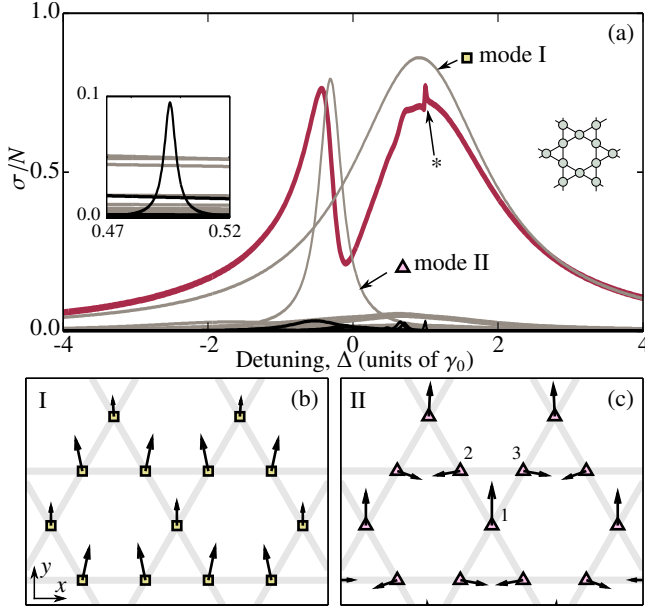 σ/N
1.0
(a)
mode I
0.1
*
0.5
0.0
0.47
0.52
mode II
0.0
-4
-2
0
2
4
Detuning, Δ (units of γ₀)
I
(b)
II
(c)
2
3
1
y
x